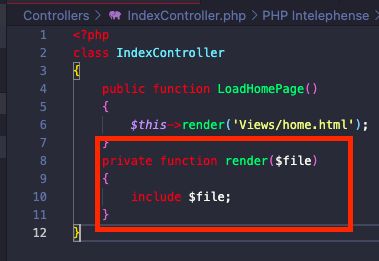 Controllers > IndexController.php > PHP Intelephense
1 <?php
2 class IndexController
3 {
4     public function LoadHomePage()
5     {
6         $this->render('Views/home.html');
7     }
8     private function render($file)
9     {
10         include $file;
11     }
12 }